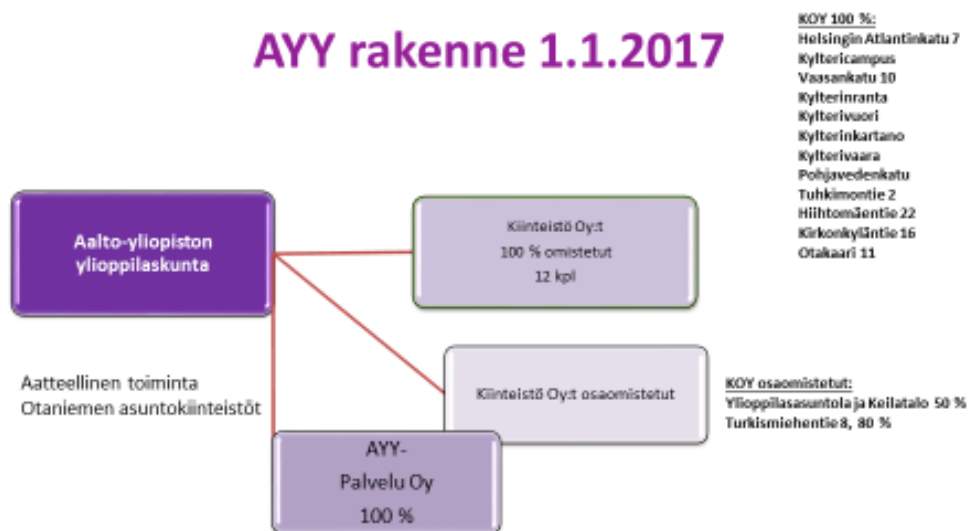 AYY rakenne 1.1.2017
KOY 100 %:
Helsingin Atlantinkatu 7
Kyltericampus
Vaasankatu 10
Kylterinranta
Kylterivuori
Kylterinkartano
Kylterivaara
Pohjavedenkatu
Tuhkimontie 2
Hiihtomäentie 22
Kirkonkyläntie 16
Otakaari 11
Aalto-yliopiston
ylioppilaskunta
Kiinteistö Oy:t
100 % omistetut
12 kpl
Aatteellinen toiminta
Otaniemen asuntokiinteistöt
Kiinteistö Oy:t osaomistetut
KOY osaomistetut:
Ylioppilasasuntola ja Keilatalo 50 %
Turkismiehentie 8, 80 %
AYY-
Palvelu Oy
100 %